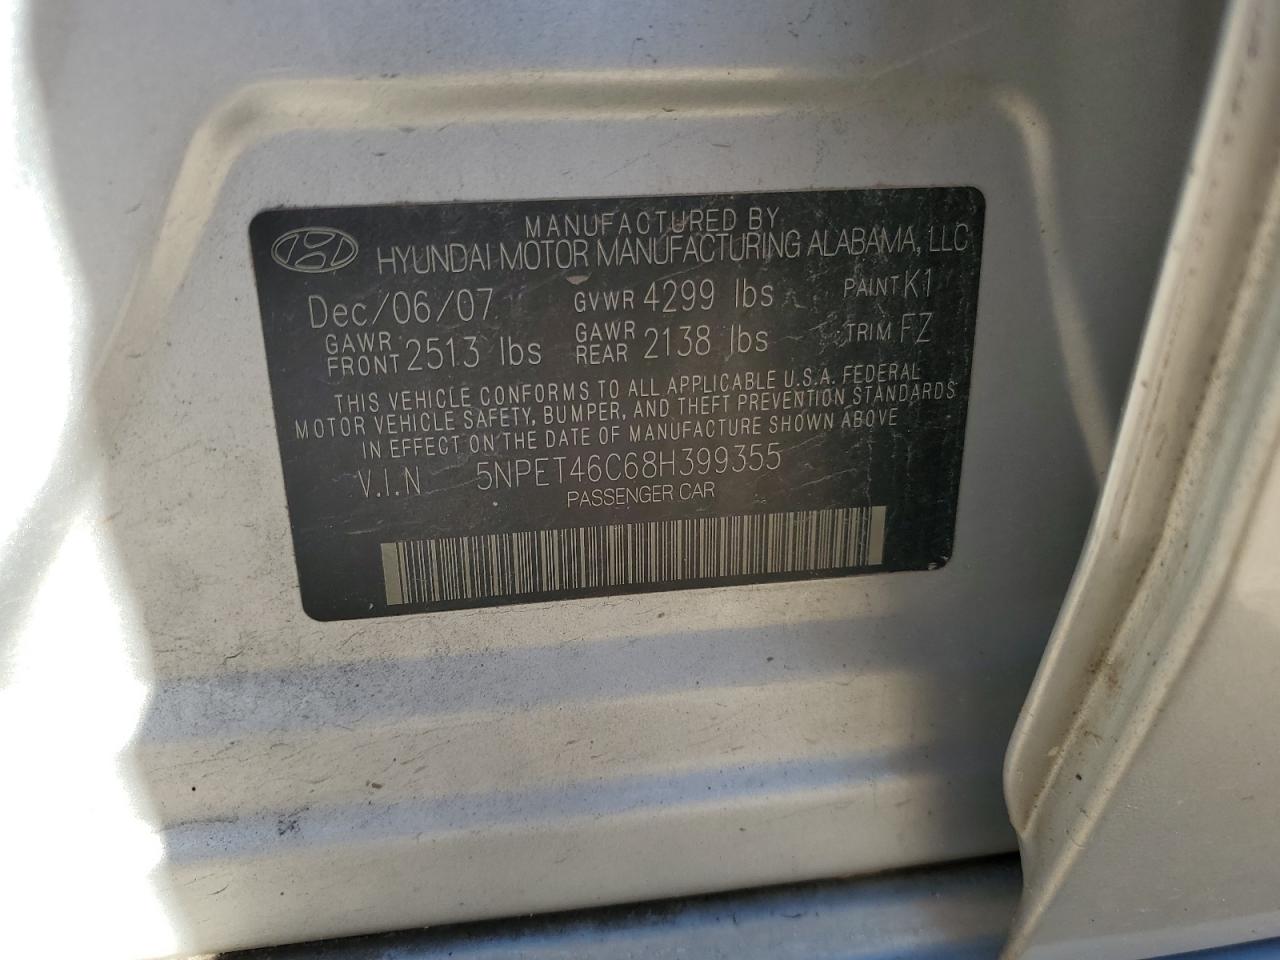 MANUFACTURED BY
HYUNDAI MOTOR MANUFACTURING ALABAMA, LLC
Dec/06/07 GVWR 4299 lbs PAINT K1
GAWR FRONT 2513 lbs GAWR REAR 2138 lbs TRIM FZ
THIS VEHICLE CONFORMS TO ALL APPLICABLE U.S.A. FEDERAL
MOTOR VEHICLE SAFETY, BUMPER, AND THEFT PREVENTION STANDARDS
IN EFFECT ON THE DATE OF MANUFACTURE SHOWN ABOVE
V.I.N 5NPET46C68H399355
PASSENGER CAR